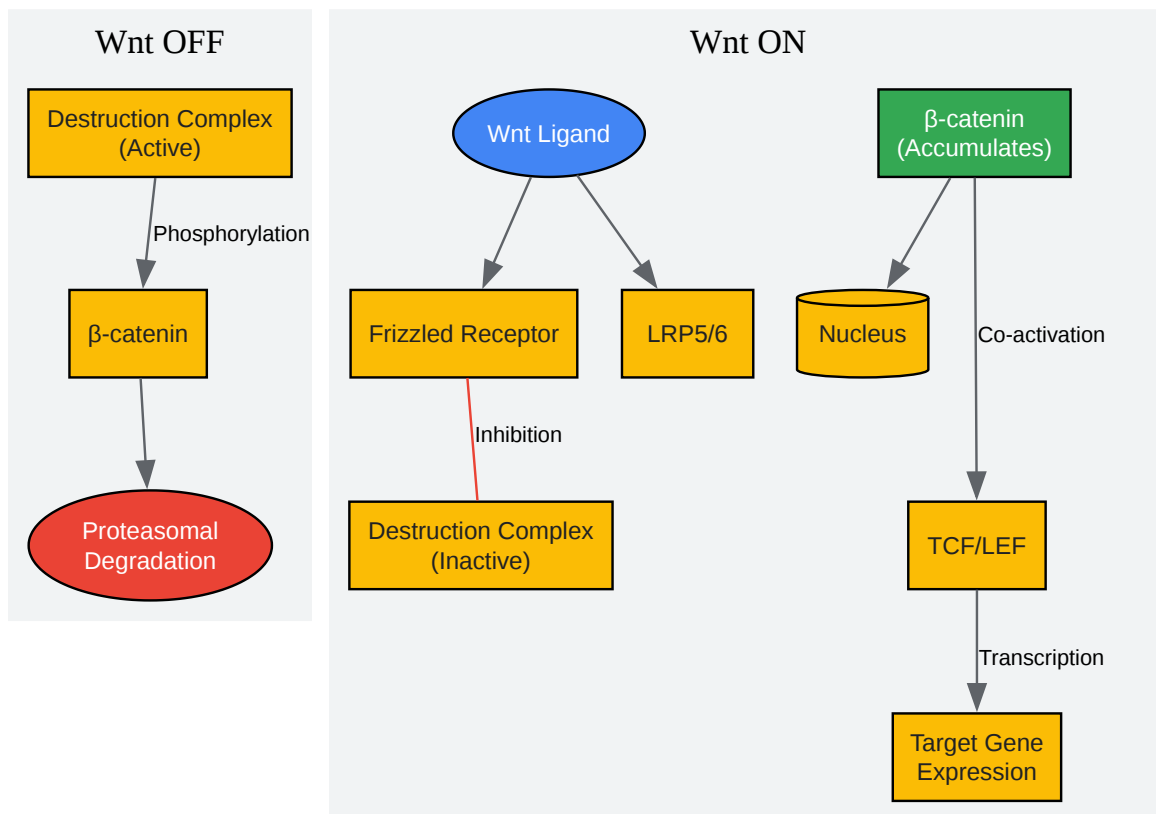 Wnt OFF
Destruction Complex
(Active)
Phosphorylation
β-catenin
Proteasomal
Degradation
Wnt ON
Wnt Ligand
β-catenin
(Accumulates)
Frizzled Receptor
LRP5/6
Nucleus
Co-activation
Inhibition
Destruction Complex
(Inactive)
TCF/LEF
Transcription
Target Gene
Expression